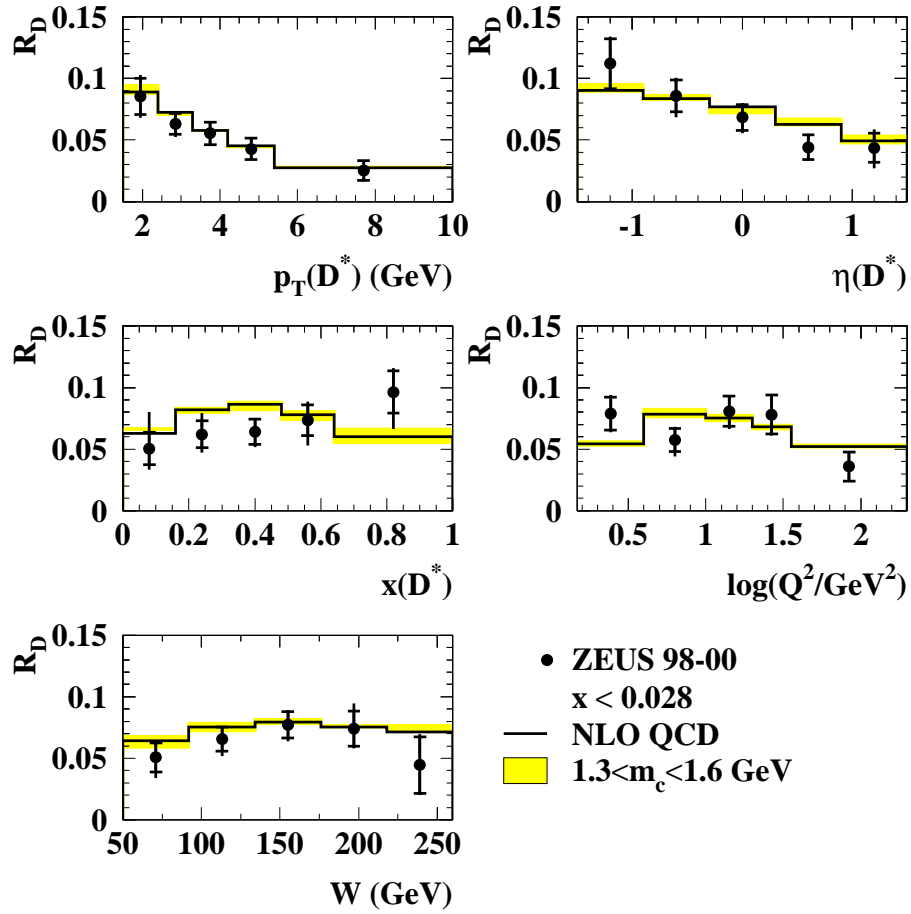 R_D
0.15
0.1
0.05
0
2 4 6 8 10
p_T(D^*) (GeV)
R_D
0.15
0.1
0.05
0
-1 0 1
η(D^*)
R_D
0.15
0.1
0.05
0
0 0.2 0.4 0.6 0.8 1
x(D^*)
R_D
0.15
0.1
0.05
0
0.5 1 1.5 2
log(Q^2/GeV^2)
R_D
0.15
0.1
0.05
0
50 100 150 200 250
W (GeV)
ZEUS 98-00
x < 0.028
NLO QCD
1.3<m_c<1.6 GeV